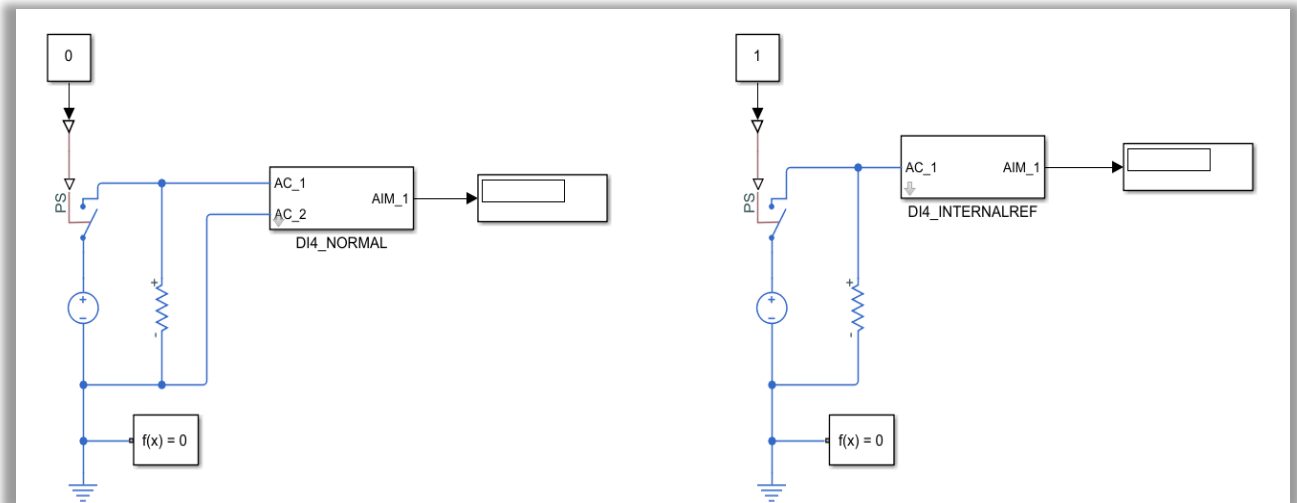 0
PS
AC_1
AC_2
AIM_1
DI4_NORMAL
+
−
+
-
f(x) = 0
1
PS
AC_1
AIM_1
DI4_INTERNALREF
+
−
+
-
f(x) = 0